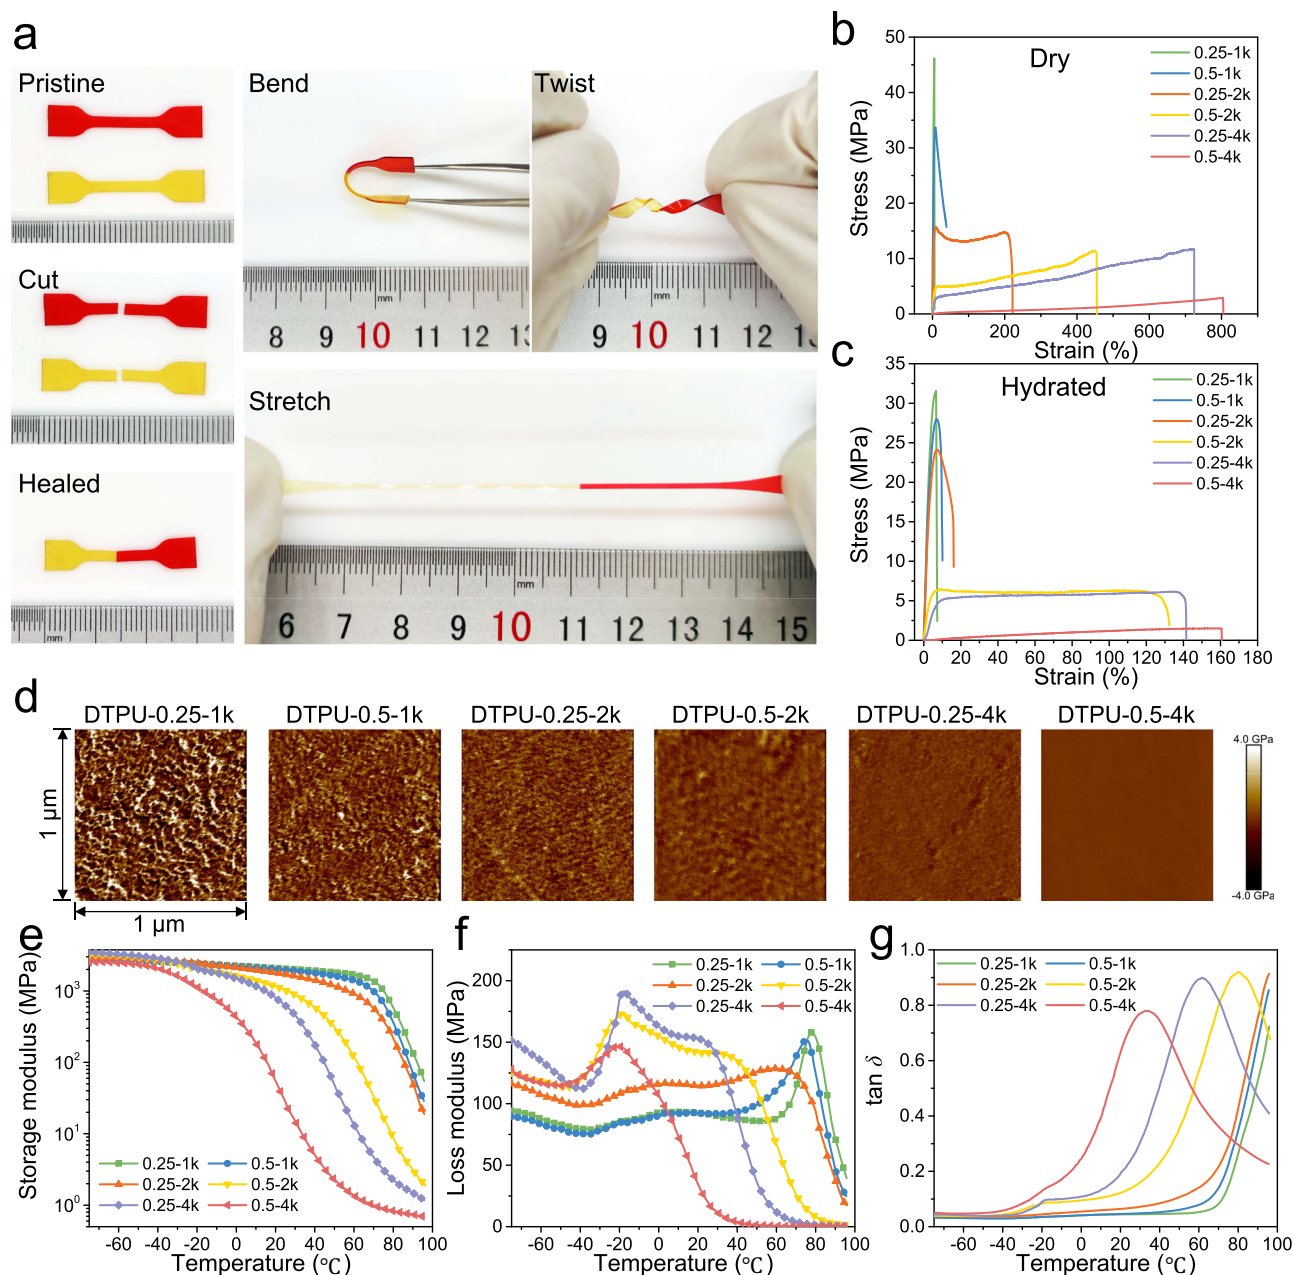 a
Pristine
Cut
Healed
mm
Bend
mm
8 9 10 11 12 13
Twist
mm
9 10 11 12 13
Stretch
mm
6 7 8 9 10 11 12 13 14 15
b
Dry
Stress (MPa)
50
40
30
20
10
0
0 200 400 600 800
Strain (%)
0.25-1k
0.5-1k
0.25-2k
0.5-2k
0.25-4k
0.5-4k
c
Hydrated
Stress (MPa)
35
30
25
20
15
10
5
0
0 20 40 60 80 100 120 140 160 180
Strain (%)
0.25-1k
0.5-1k
0.25-2k
0.5-2k
0.25-4k
0.5-4k
d
DTPU-0.25-1k DTPU-0.5-1k DTPU-0.25-2k DTPU-0.5-2k DTPU-0.25-4k DTPU-0.5-4k
1 μm
1 μm
4.0 GPa
-4.0 GPa
e
Storage modulus (MPa)
10³
10²
10¹
10⁰
0.25-1k 0.5-1k
0.25-2k 0.5-2k
0.25-4k 0.5-4k
-60 -40 -20 0 20 40 60 80 100
Temperature (℃)
f
Loss modulus (MPa)
200
150
100
50
0
0.25-1k 0.5-1k
0.25-2k 0.5-2k
0.25-4k 0.5-4k
-60 -40 -20 0 20 40 60 80 100
Temperature (℃)
g
tan δ
1.0
0.8
0.6
0.4
0.2
0.0
0.25-1k 0.5-1k
0.25-2k 0.5-2k
0.25-4k 0.5-4k
-60 -40 -20 0 20 40 60 80 100
Temperature (℃)